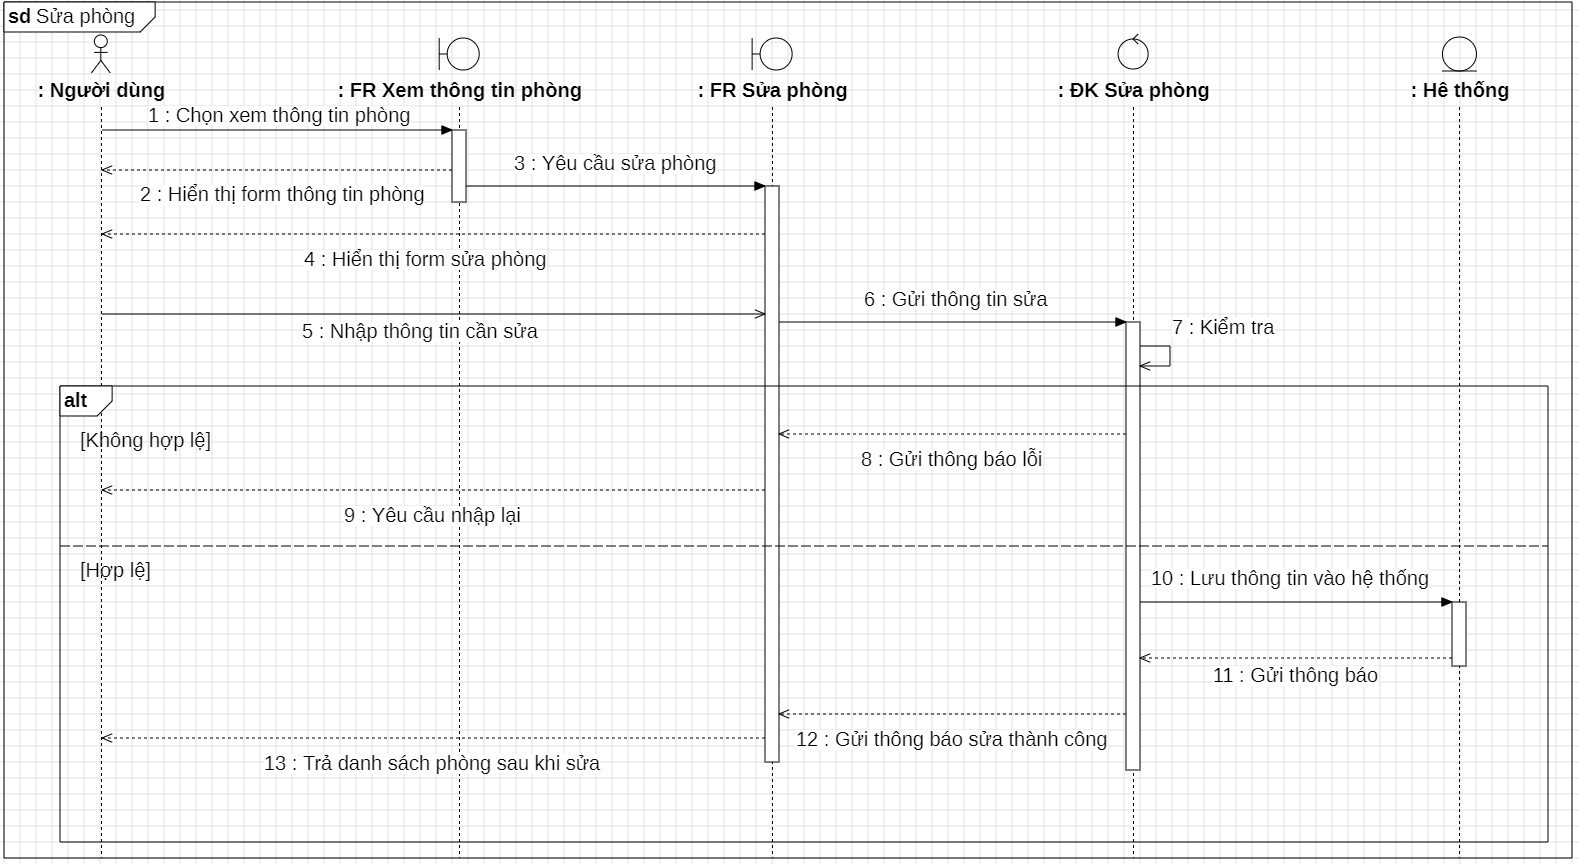 sd Sửa phòng
: Người dùng
: FR Xem thông tin phòng
: FR Sửa phòng
: ĐK Sửa phòng
: Hê thống
1 : Chọn xem thông tin phòng
3 : Yêu cầu sửa phòng
2 : Hiển thị form thông tin phòng
4 : Hiển thị form sửa phòng
6 : Gửi thông tin sửa
5 : Nhập thông tin cần sửa
7 : Kiểm tra
alt
[Không hợp lệ]
8 : Gửi thông báo lỗi
9 : Yêu cầu nhập lại
[Hợp lệ]
10 : Lưu thông tin vào hệ thống
11 : Gửi thông báo
12 : Gửi thông báo sửa thành công
13 : Trả danh sách phòng sau khi sửa